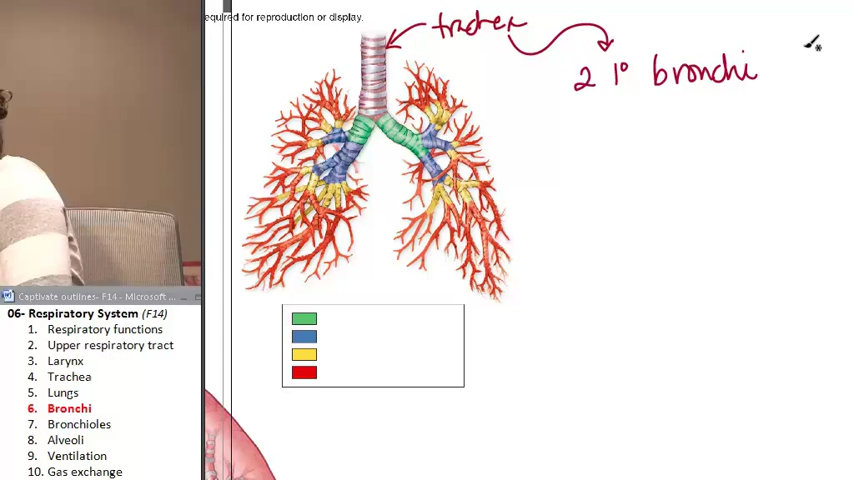 equired for reproduction or display.
trachea
2 1° bronchi
Captivate outlines- F14 - Microsoft ...
06- Respiratory System (F14)
1. Respiratory functions
2. Upper respiratory tract
3. Larynx
4. Trachea
5. Lungs
6. Bronchi
7. Bronchioles
8. Alveoli
9. Ventilation
10. Gas exchange